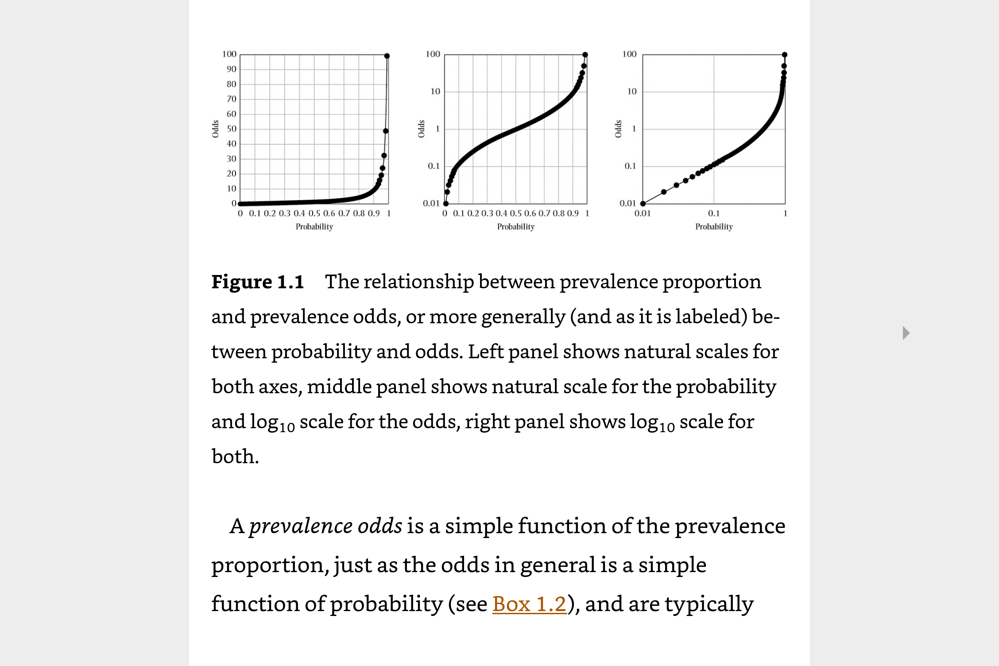 100
90
80
70
60
50
40
30
20
10
0
Odds
0 0.1 0.2 0.3 0.4 0.5 0.6 0.7 0.8 0.9 1
Probability
100
10
1
0.1
0.01
Odds
0 0.1 0.2 0.3 0.4 0.5 0.6 0.7 0.8 0.9 1
Probability
100
10
1
0.1
0.01
Odds
0.01 0.1 1
Probability
Figure 1.1 The relationship between prevalence proportion
and prevalence odds, or more generally (and as it is labeled) be-
tween probability and odds. Left panel shows natural scales for
both axes, middle panel shows natural scale for the probability
and log₁₀ scale for the odds, right panel shows log₁₀ scale for
both.
A prevalence odds is a simple function of the prevalence
proportion, just as the odds in general is a simple
function of probability (see Box 1.2), and are typically